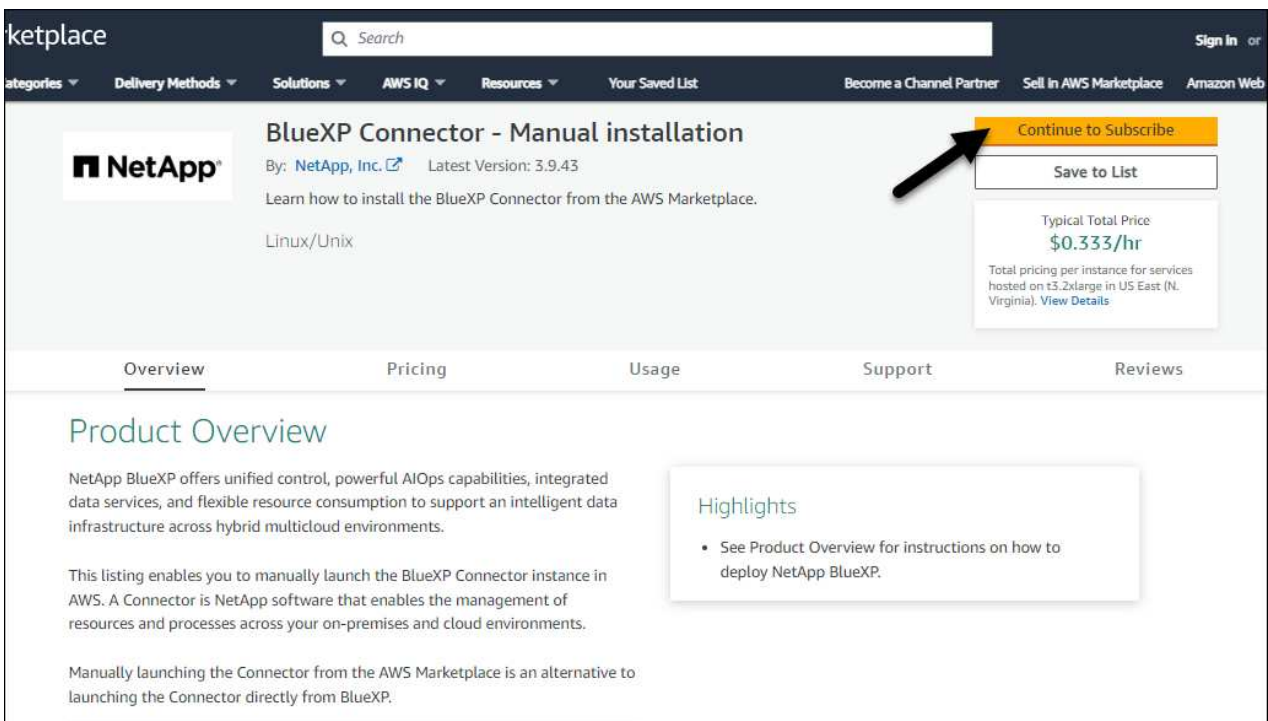 ketplace
Search
Sign in or
ategories Delivery Methods Solutions AWS IQ Resources Your Saved List Become a Channel Partner Sell in AWS Marketplace Amazon Web
NetApp
BlueXP Connector - Manual installation
By: NetApp, Inc. Latest Version: 3.9.43
Learn how to install the BlueXP Connector from the AWS Marketplace.
Linux/Unix
Continue to Subscribe
Save to List
Typical Total Price
$0.333/hr
Total pricing per instance for services
hosted on t3.2xlarge in US East (N.
Virginia). View Details
Overview Pricing Usage Support Reviews
Product Overview
NetApp BlueXP offers unified control, powerful AIOps capabilities, integrated
data services, and flexible resource consumption to support an intelligent data
infrastructure across hybrid multicloud environments.
This listing enables you to manually launch the BlueXP Connector instance in
AWS. A Connector is NetApp software that enables the management of
resources and processes across your on-premises and cloud environments.
Manually launching the Connector from the AWS Marketplace is an alternative to
launching the Connector directly from BlueXP.
Highlights
• See Product Overview for instructions on how to
deploy NetApp BlueXP.